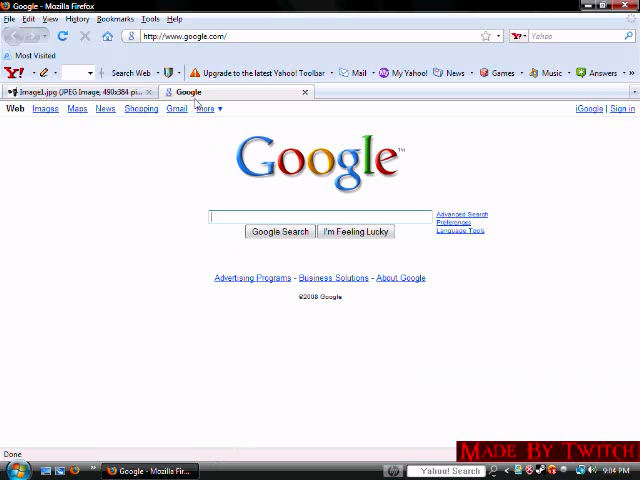 Google - Mozilla Firefox
File Edit View History Bookmarks Tools Help
http://www.google.com/
Yahoo
Most Visited
Y! Search Web Upgrade to the latest Yahoo! Toolbar Mail My Yahoo! News Games Music Answers
Image1.jpg (JPEG Image, 490x384 pi... Google
Web Images Maps News Shopping Gmail more iGoogle | Sign in
Google™
Advanced Search
Preferences
Language Tools
Google Search I'm Feeling Lucky
Advertising Programs - Business Solutions - About Google
©2008 Google
Done
MADE BY TWITCH
Google - Mozilla Fir... hp Yahoo! Search 9:04 PM